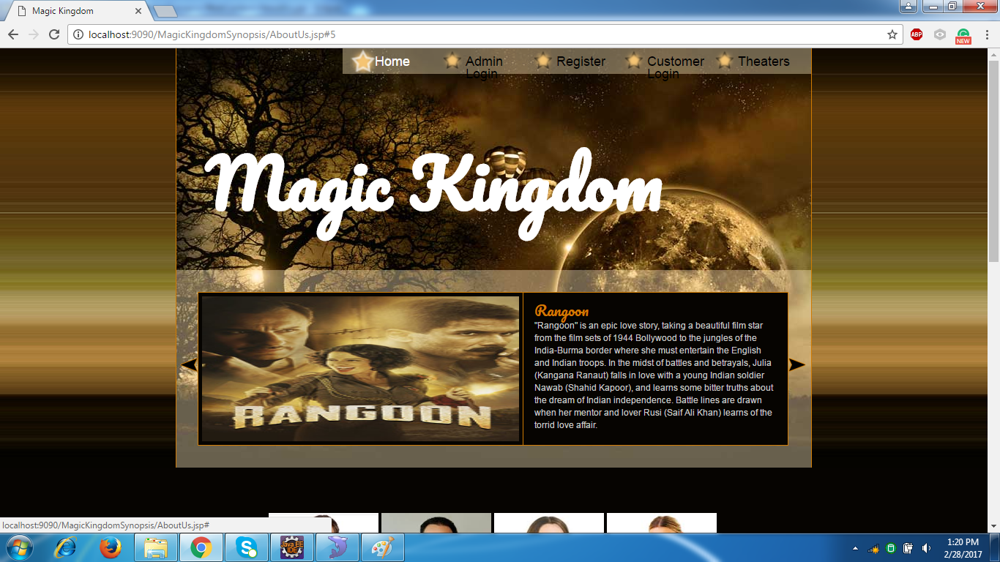 Magic Kingdom
localhost:9090/MagicKingdomSynopsis/AboutUs.jsp#5
ABP
NEW
Home
Admin
Login
Register
Customer
Login
Theaters
Magic Kingdom
RANGOON
Rangoon
"Rangoon" is an epic love story, taking a beautiful film star
from the film sets of 1944 Bollywood to the jungles of the
India-Burma border where she must entertain the English
and Indian troops. In the midst of battles and betrayals, Julia
(Kangana Ranaut) falls in love with a young Indian soldier
Nawab (Shahid Kapoor), and learns some bitter truths about
the dream of Indian independence. Battle lines are drawn
when her mentor and lover Rusi (Saif Ali Khan) learns of the
torrid love affair.
localhost:9090/MagicKingdomSynopsis/AboutUs.jsp#
Java EE
IDE
1:20 PM
2/28/2017